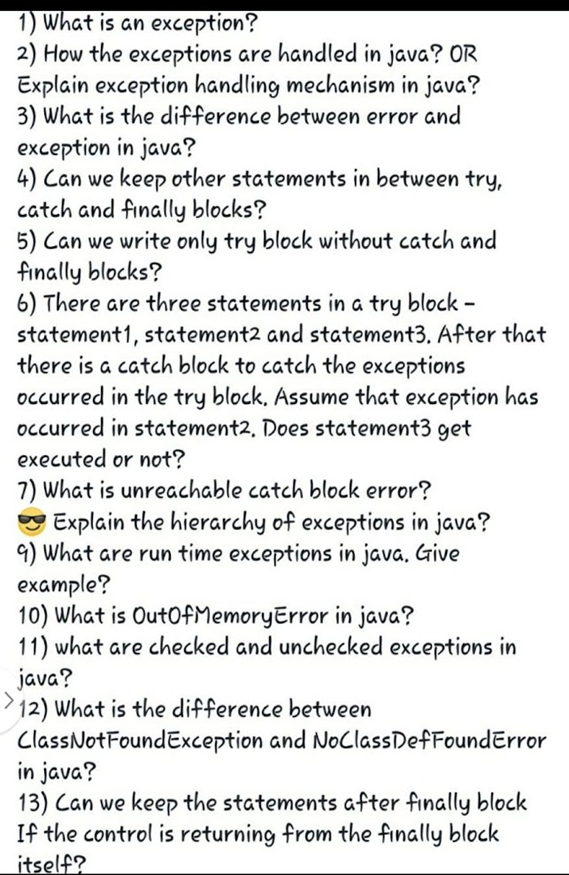 1) What is an exception?
2) How the exceptions are handled in java? OR
Explain exception handling mechanism in java?
3) What is the difference between error and
exception in java?
4) Can we keep other statements in between try,
catch and finally blocks?
5) Can we write only try block without catch and
finally blocks?
6) There are three statements in a try block –
statement1, statement2 and statement3. After that
there is a catch block to catch the exceptions
occurred in the try block. Assume that exception has
occurred in statement2. Does statement3 get
executed or not?
7) What is unreachable catch block error?
😎 Explain the hierarchy of exceptions in java?
9) What are run time exceptions in java. Give
example?
10) What is OutOfMemoryError in java?
11) what are checked and unchecked exceptions in
java?
12) What is the difference between
ClassNotFoundException and NoClassDefFoundError
in java?
13) Can we keep the statements after finally block
If the control is returning from the finally block
itself?